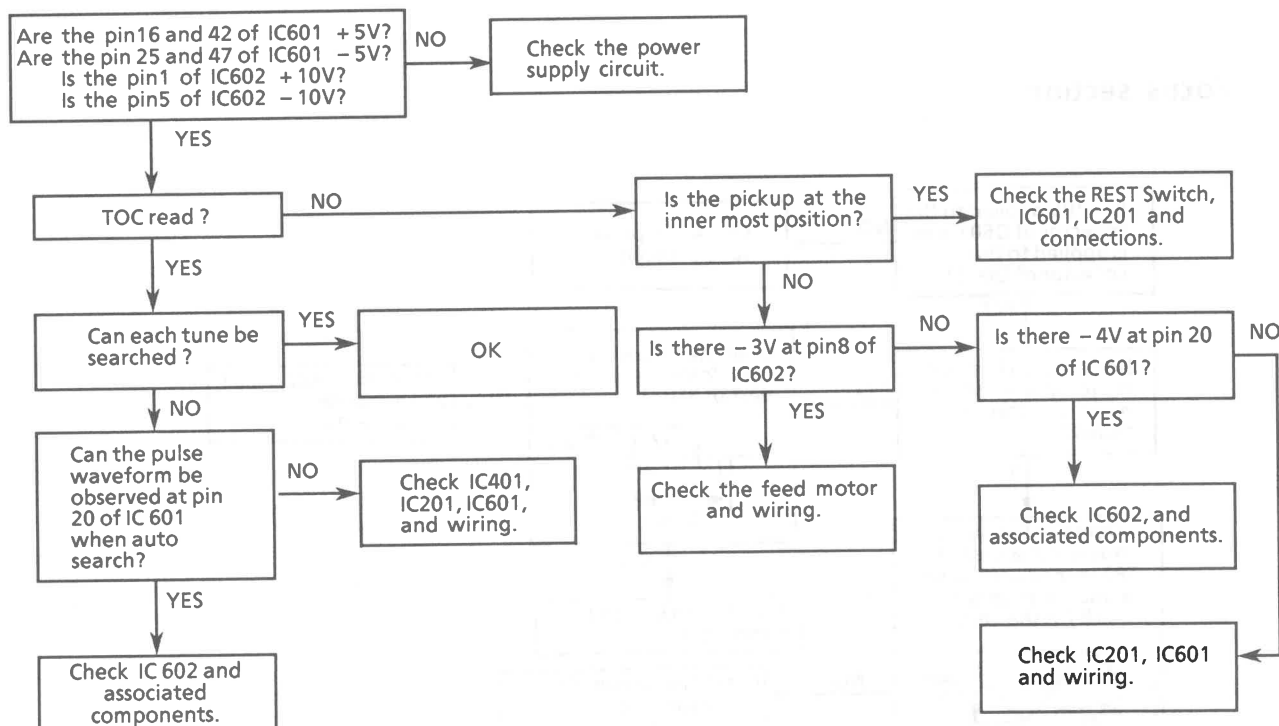 Are the pin16 and 42 of IC601 +5V?
Are the pin 25 and 47 of IC601 –5V?
Is the pin1 of IC602 +10V?
Is the pin5 of IC602 –10V?
NO
Check the power
supply circuit.
YES
TOC read ?
NO
Is the pickup at the
inner most position?
YES
Check the REST Switch,
IC601, IC201 and
connections.
YES
NO
Can each tune be
searched ?
YES
OK
Is there –3V at pin8 of
IC602?
NO
Is there –4V at pin 20
of IC 601?
NO
NO
YES
YES
Can the pulse
waveform be
observed at pin
20 of IC 601
when auto
search?
NO
Check IC401,
IC201, IC601,
and wiring.
Check the feed motor
and wiring.
Check IC602, and
associated components.
YES
Check IC 602 and
associated
components.
Check IC201, IC601
and wiring.